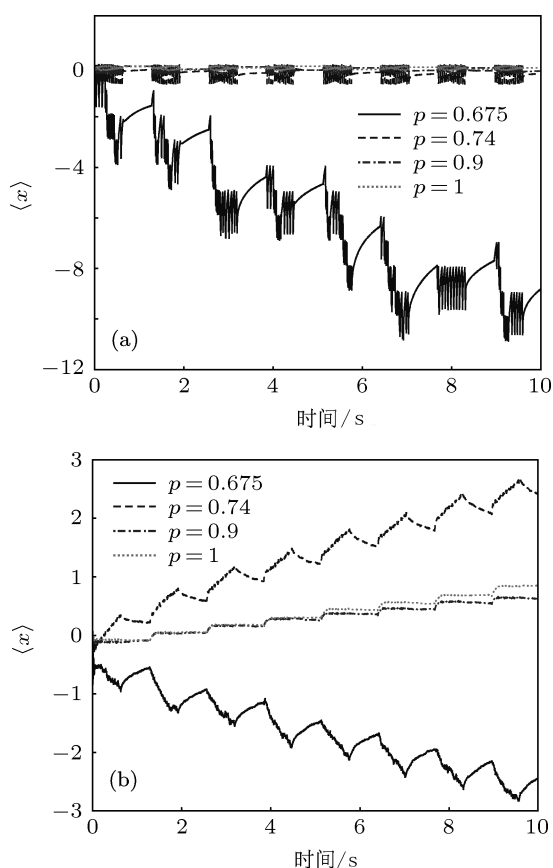 0
−4
−8
−12
⟨x⟩
p = 0.675
p = 0.74
p = 0.9
p = 1
(a)
0 2 4 6 8 10
时间/s
3
2
1
0
−1
−2
−3
⟨x⟩
p = 0.675
p = 0.74
p = 0.9
p = 1
(b)
0 2 4 6 8 10
时间/s